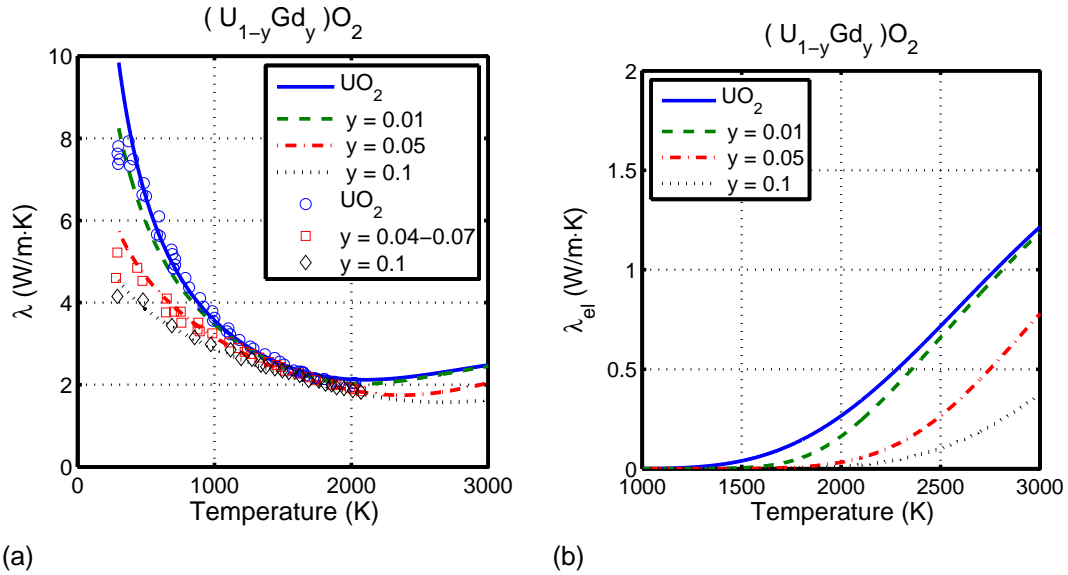 ( U1−yGdy )O2
10
8
6
4
2
0
λ (W/m·K)
UO2
y = 0.01
y = 0.05
y = 0.1
UO2
y = 0.04−0.07
y = 0.1
0 1000 2000 3000
Temperature (K)
(a)
( U1−yGdy )O2
2
1.5
1
0.5
0
λel (W/m·K)
UO2
y = 0.01
y = 0.05
y = 0.1
1000 1500 2000 2500 3000
Temperature (K)
(b)